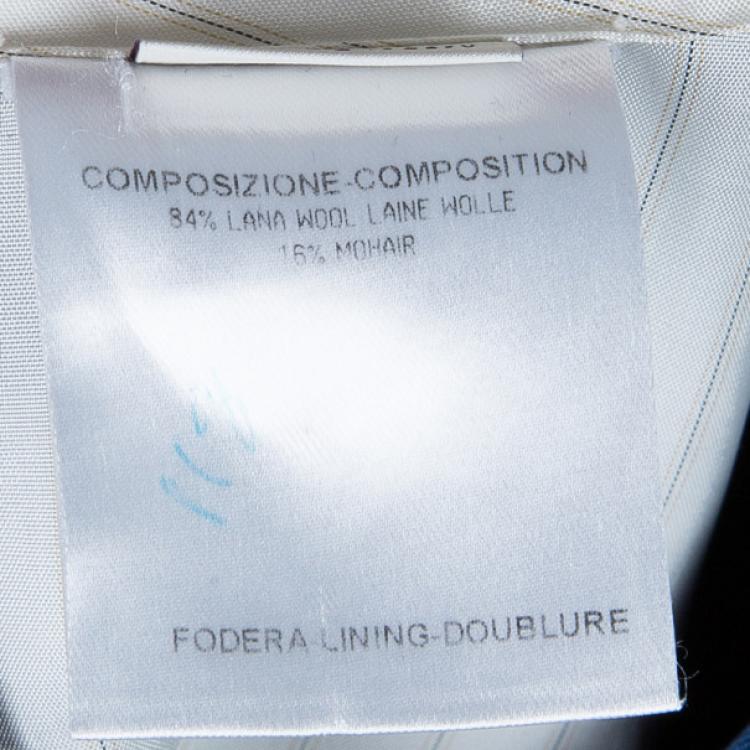 COMPOSIZIONE-COMPOSITION
84% LANA WOOL LAINE WOLLE
16% MOHAIR
FODERA-LINING-DOUBLURE